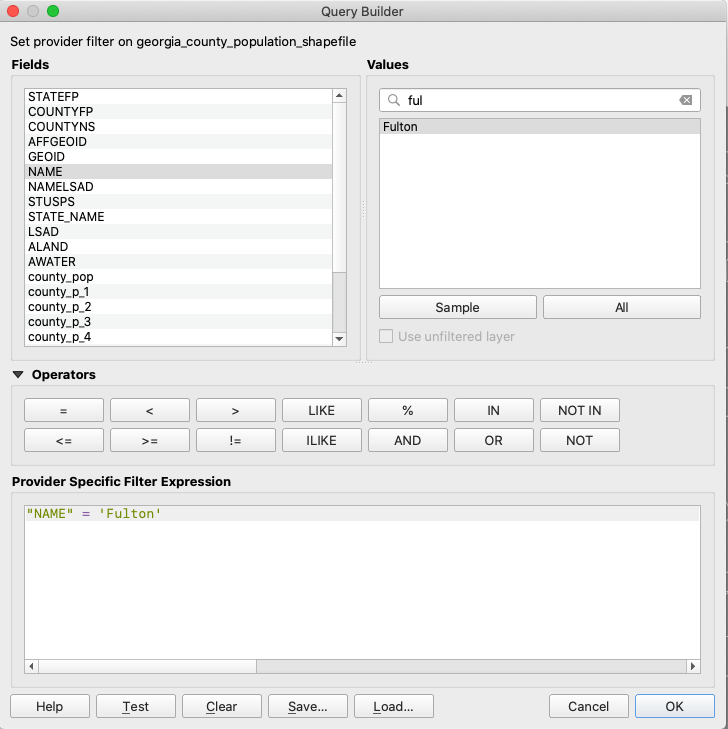 Query Builder
Set provider filter on georgia_county_population_shapefile
Fields
STATEFP
COUNTYFP
COUNTYNS
AFFGEOID
GEOID
NAME
NAMELSAD
STUSPS
STATE_NAME
LSAD
ALAND
AWATER
county_pop
county_p_1
county_p_2
county_p_3
county_p_4
Values
ful
Fulton
Sample All
Use unfiltered layer
Operators
= < > LIKE % IN NOT IN
<= >= != ILIKE AND OR NOT
Provider Specific Filter Expression
"NAME" = 'Fulton'
Help Test Clear Save... Load... Cancel OK